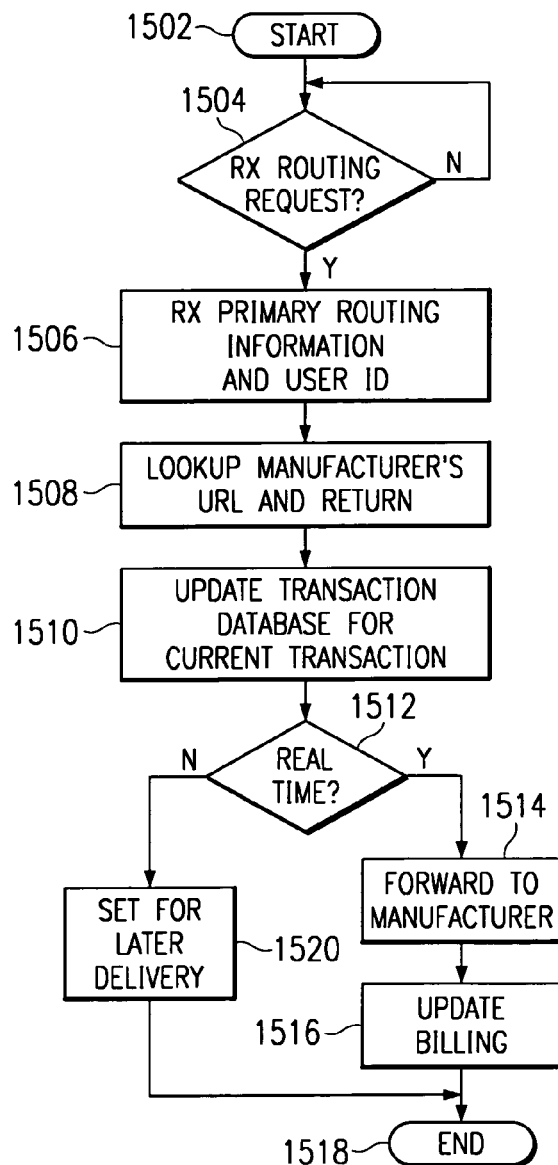 1502
START
1504
RX ROUTING
REQUEST?
N
Y
1506
RX PRIMARY ROUTING
INFORMATION
AND USER ID
1508
LOOKUP MANUFACTURER'S
URL AND RETURN
1510
UPDATE TRANSACTION
DATABASE FOR
CURRENT TRANSACTION
1512
N
REAL
TIME?
Y
1514
FORWARD TO
MANUFACTURER
SET FOR
LATER
DELIVERY
1520
1516
UPDATE
BILLING
1518
END